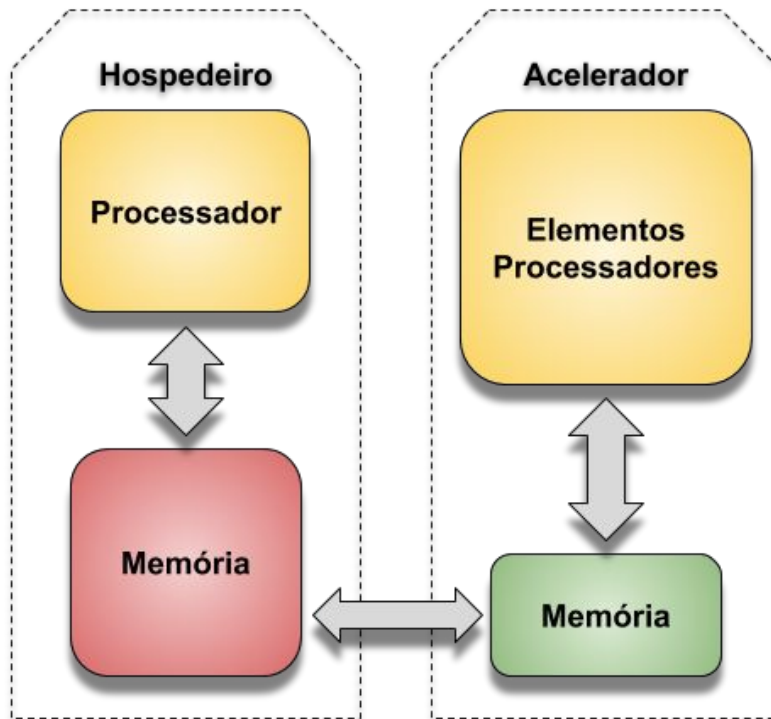 Hospedeiro
Processador
Memória
Acelerador
Elementos
Processadores
Memória